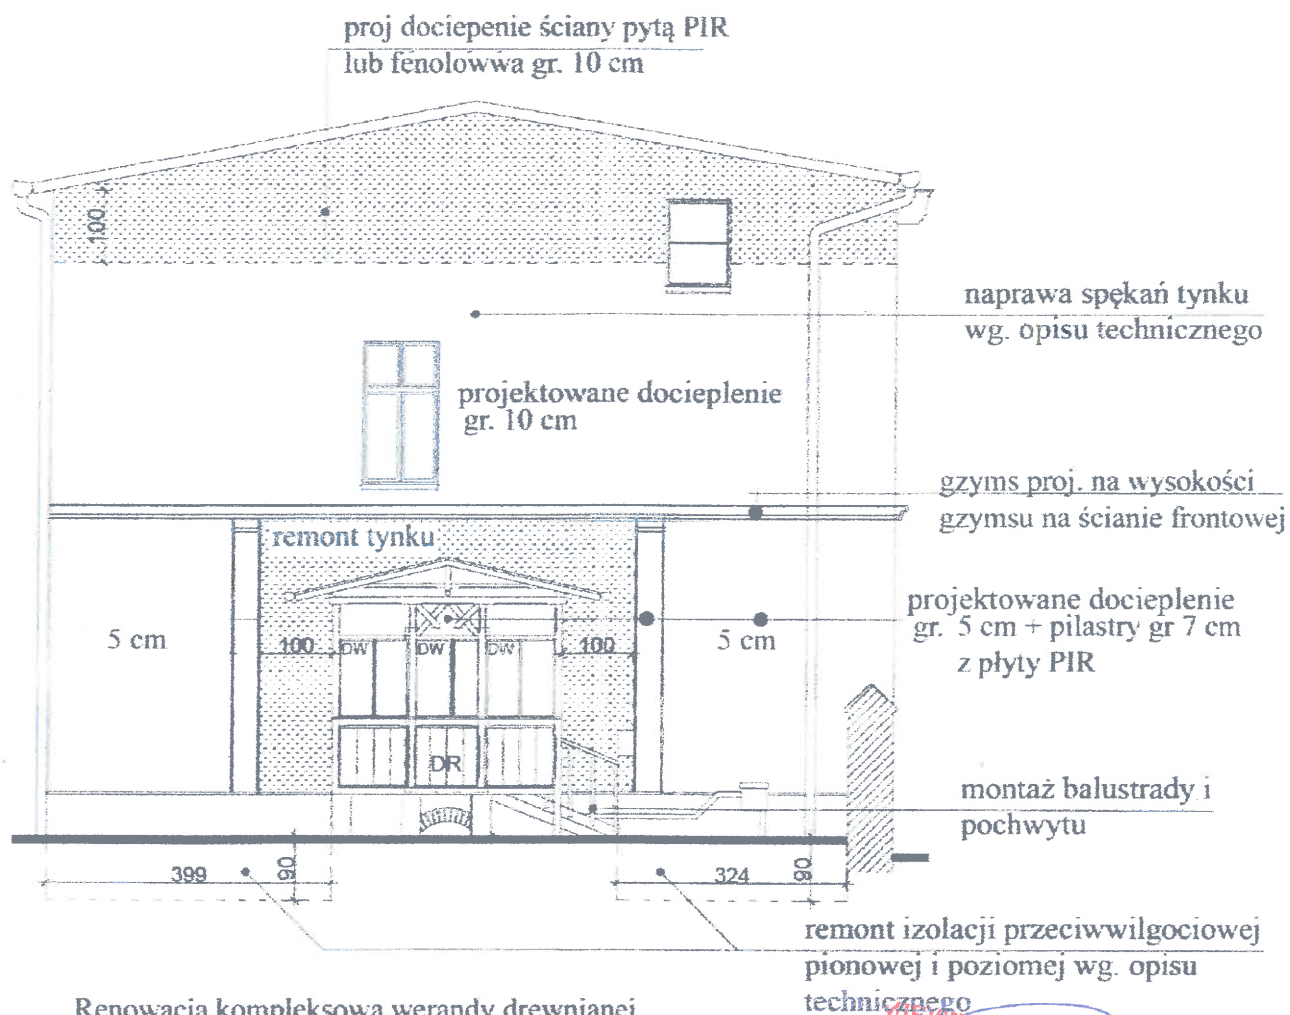 proj dociepenie ściany pytą PIR
lub fenolowwa gr. 10 cm
100
naprawa spękań tynku
wg. opisu technicznego
projektowane docieplenie
gr. 10 cm
gzyms proj. na wysokości
gzymsu na ścianie frontowej
remont tynku
projektowane docieplenie
gr. 5 cm + pilastry gr 7 cm
z płyty PIR
5 cm
100
DW
DW
DW
100
5 cm
DR
montaż balustrady i
pochwytu
399
90
324
90
remont izolacji przeciwwilgociowej
pionowej i poziomej wg. opisu
technicznego
Renowacja kompleksowa werandy drewnianej